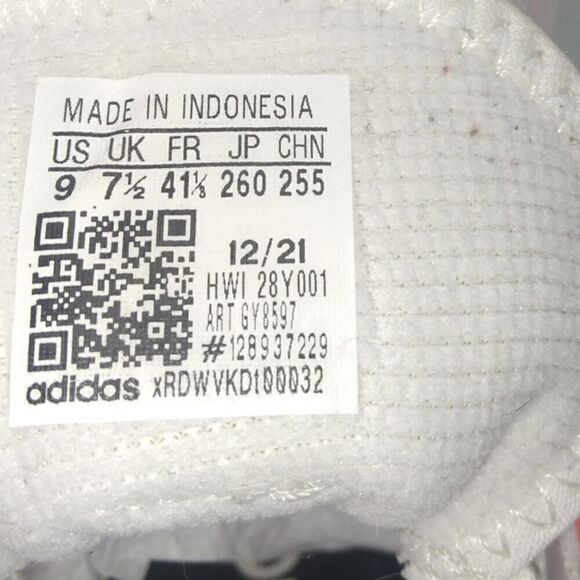 MADE IN INDONESIA
US UK FR JP CHN
9 7½ 41⅓ 260 255
12/21
HWI 28Y001
ART GY8597
#128937229
adidas xRDWVKDt00032